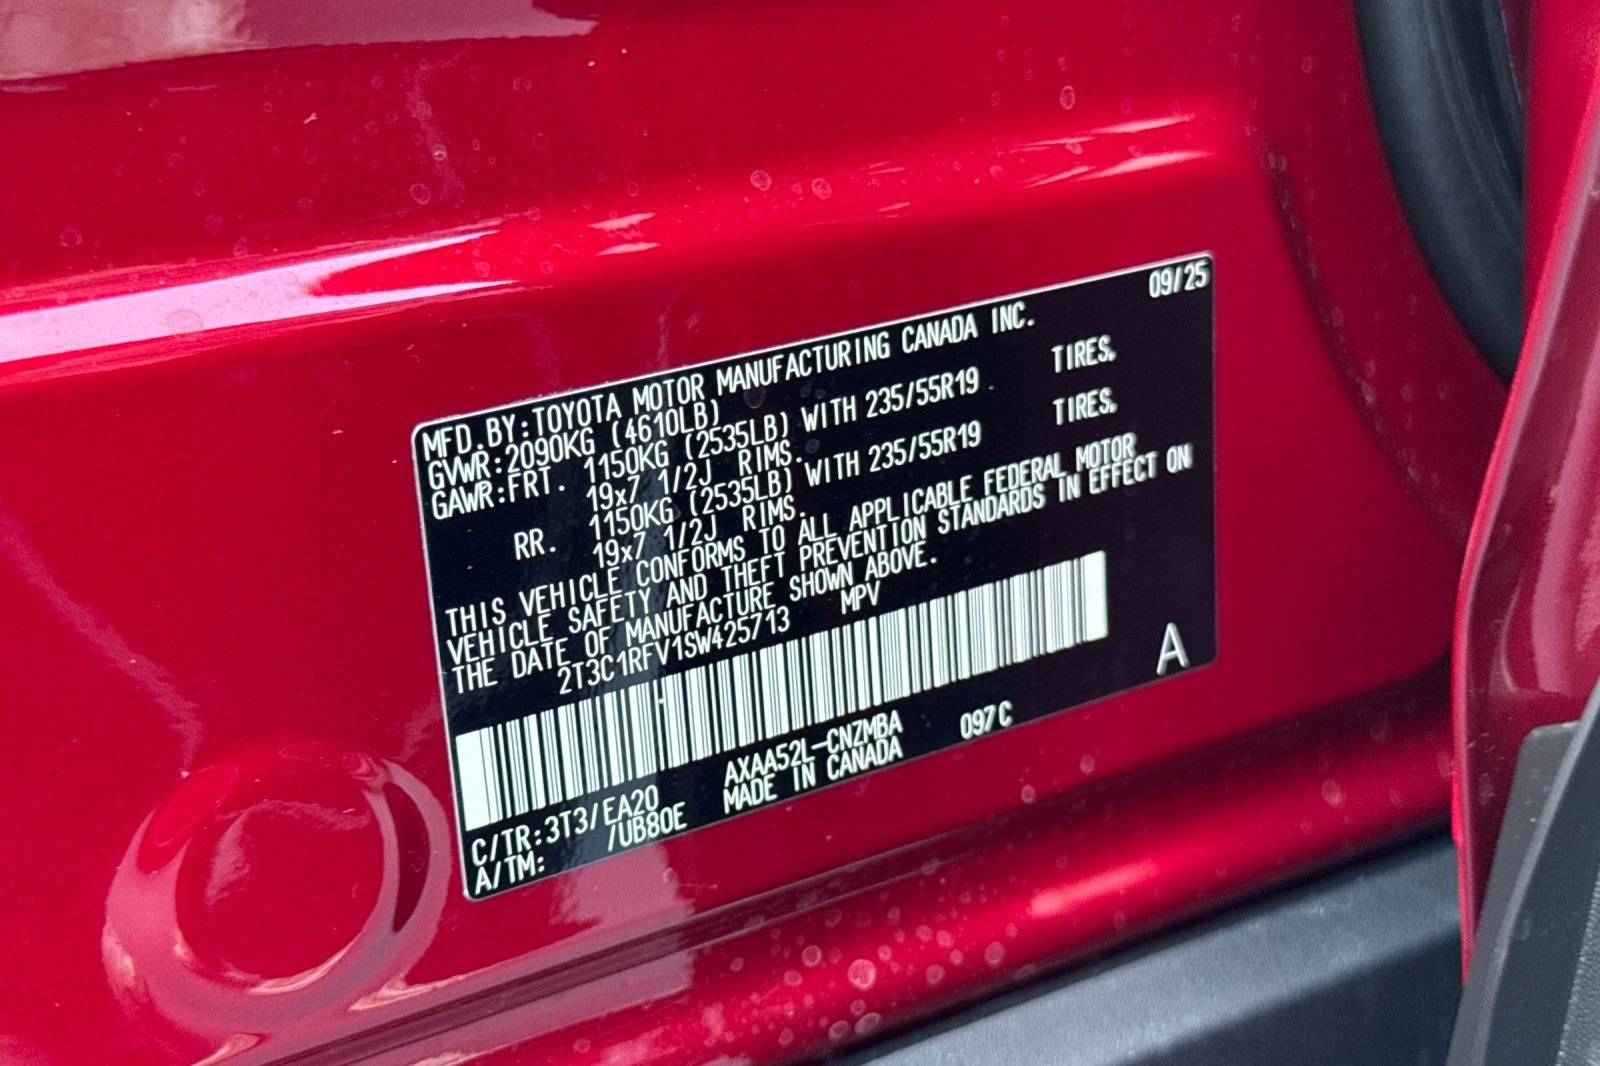 09/25
MFD.BY:TOYOTA MOTOR MANUFACTURING CANADA INC.
GVWR:2090KG (4610LB)
GAWR:FRT. 1150KG (2535LB) WITH 235/55R19 TIRES,
19x7 1/2J RIMS.
RR. 1150KG (2535LB) WITH 235/55R19 TIRES,
19x7 1/2J RIMS.
THIS VEHICLE CONFORMS TO ALL APPLICABLE FEDERAL MOTOR
VEHICLE SAFETY AND THEFT PREVENTION STANDARDS IN EFFECT ON
THE DATE OF MANUFACTURE SHOWN ABOVE.
2T3C1RFV1SW425713 MPV
A
C/TR:3T3/EA20 AXAA52L-CNZMBA 097C
A/TM: /UB80E MADE IN CANADA